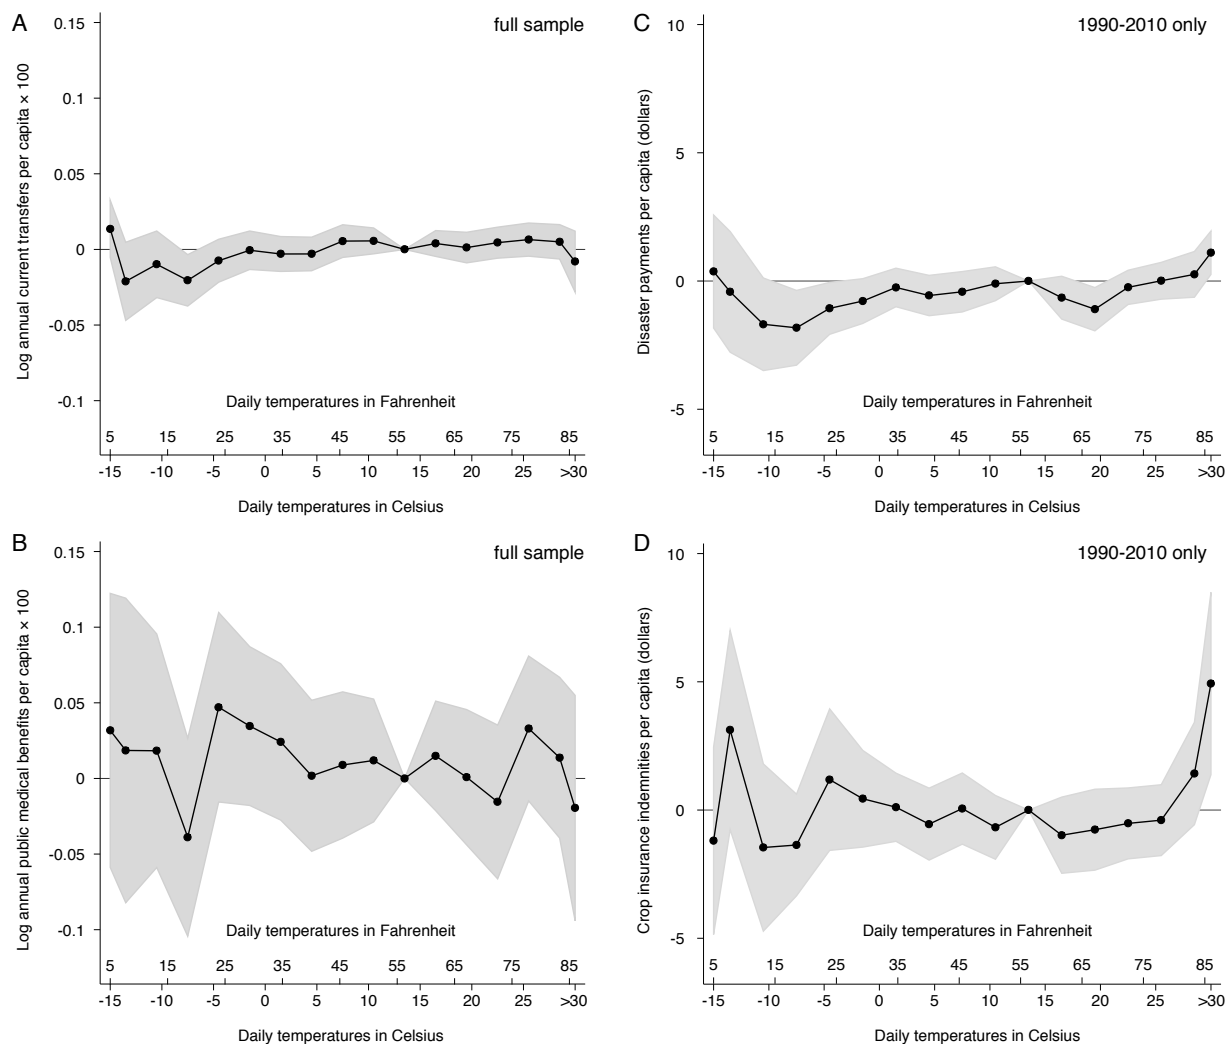 A
full sample
Log annual current transfers per capita × 100
0.15
0.1
0.05
0
-0.05
-0.1
Daily temperatures in Fahrenheit
5 15 25 35 45 55 65 75 85
-15 -10 -5 0 5 10 15 20 25 >30
Daily temperatures in Celsius
C
1990-2010 only
Disaster payments per capita (dollars)
10
5
0
-5
Daily temperatures in Fahrenheit
5 15 25 35 45 55 65 75 85
-15 -10 -5 0 5 10 15 20 25 >30
Daily temperatures in Celsius
B
full sample
Log annual public medical benefits per capita × 100
0.15
0.1
0.05
0
-0.05
-0.1
Daily temperatures in Fahrenheit
5 15 25 35 45 55 65 75 85
-15 -10 -5 0 5 10 15 20 25 >30
Daily temperatures in Celsius
D
1990-2010 only
Crop insurance indemnities per capita (dollars)
10
5
0
-5
Daily temperatures in Fahrenheit
5 15 25 35 45 55 65 75 85
-15 -10 -5 0 5 10 15 20 25 >30
Daily temperatures in Celsius